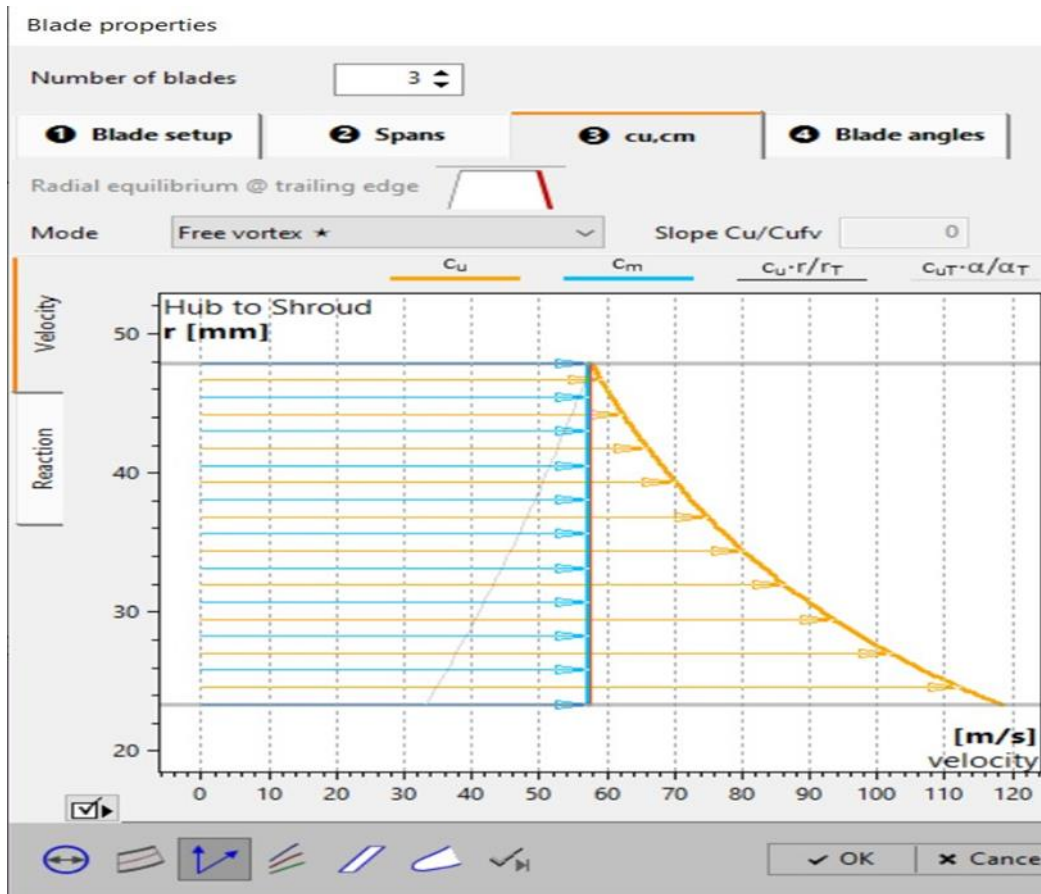 Blade properties
Number of blades 3
❶ Blade setup ❷ Spans ❸ cu,cm ❹ Blade angles
Radial equilibrium @ trailing edge
Mode Free vortex ★ Slope Cu/Cufv 0
cu cm cu·r/rT cuT·α/αT
Velocity
Reaction
Hub to Shroud
r [mm]
50
40
30
20
[m/s]
velocity
0 10 20 30 40 50 60 70 80 90 100 110 120
OK Cance